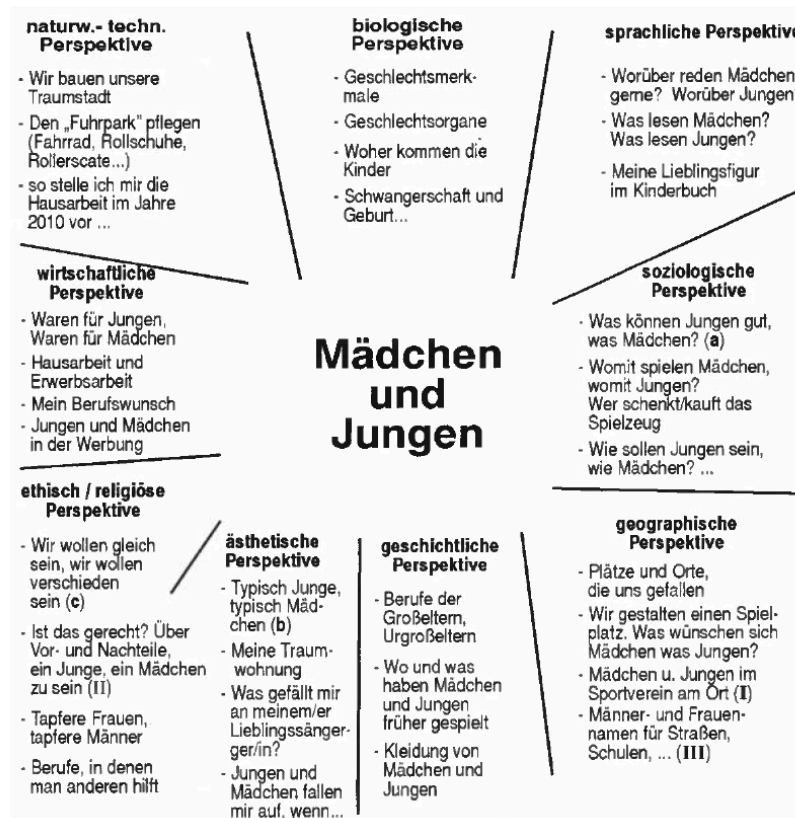 naturw.- techn.
Perspektive
- Wir bauen unsere
Traumstadt
- Den „Fuhrpark" pflegen
(Fahrrad, Rollschuhe,
Rollerscate...)
- so stelle ich mir die
Hausarbeit im Jahre
2010 vor ...
biologische
Perspektive
- Geschlechtsmerk-
male
- Geschlechtsorgane
- Woher kommen die
Kinder
- Schwangerschaft und
Geburt...
sprachliche Perspektive
- Worüber reden Mädchen
gerne? Worüber Jungen
- Was lesen Mädchen?
Was lesen Jungen?
- Meine Lieblingsfigur
im Kinderbuch
wirtschaftliche
Perspektive
- Waren für Jungen,
Waren für Mädchen
- Hausarbeit und
Erwerbsarbeit
- Mein Berufswunsch
- Jungen und Mädchen
in der Werbung
Mädchen
und
Jungen
soziologische
Perspektive
- Was können Jungen gut,
was Mädchen? (a)
- Womit spielen Mädchen,
womit Jungen?
Wer schenkt/kauft das
Spielzeug
- Wie sollen Jungen sein,
wie Mädchen? ...
ethisch / religiöse
Perspektive
- Wir wollen gleich
sein, wir wollen
verschieden
sein (c)
- Ist das gerecht? Über
Vor- und Nachteile,
ein Junge, ein Mädchen
zu sein (II)
- Tapfere Frauen,
tapfere Männer
- Berufe, in denen
man anderen hilft
ästhetische
Perspektive
- Typisch Junge,
typisch Mäd-
chen (b)
- Meine Traum-
wohnung
- Was gefällt mir
an meinem/er
Lieblingssänger-
ger/in?
- Jungen und
Mädchen fallen
mir auf, wenn...
geschichtliche
Perspektive
- Berufe der
Großeltern,
Urgroßeltern
- Wo und was
haben Mädchen
und Jungen
früher gespielt
- Kleidung von
Mädchen und
Jungen
geographische
Perspektive
- Plätze und Orte,
die uns gefallen
- Wir gestalten einen Spiel-
platz. Was wünschen sich
Mädchen was Jungen?
- Mädchen u. Jungen im
Sportverein am Ort (I)
- Männer- und Frauen-
namen für Straßen,
Schulen, ... (III)